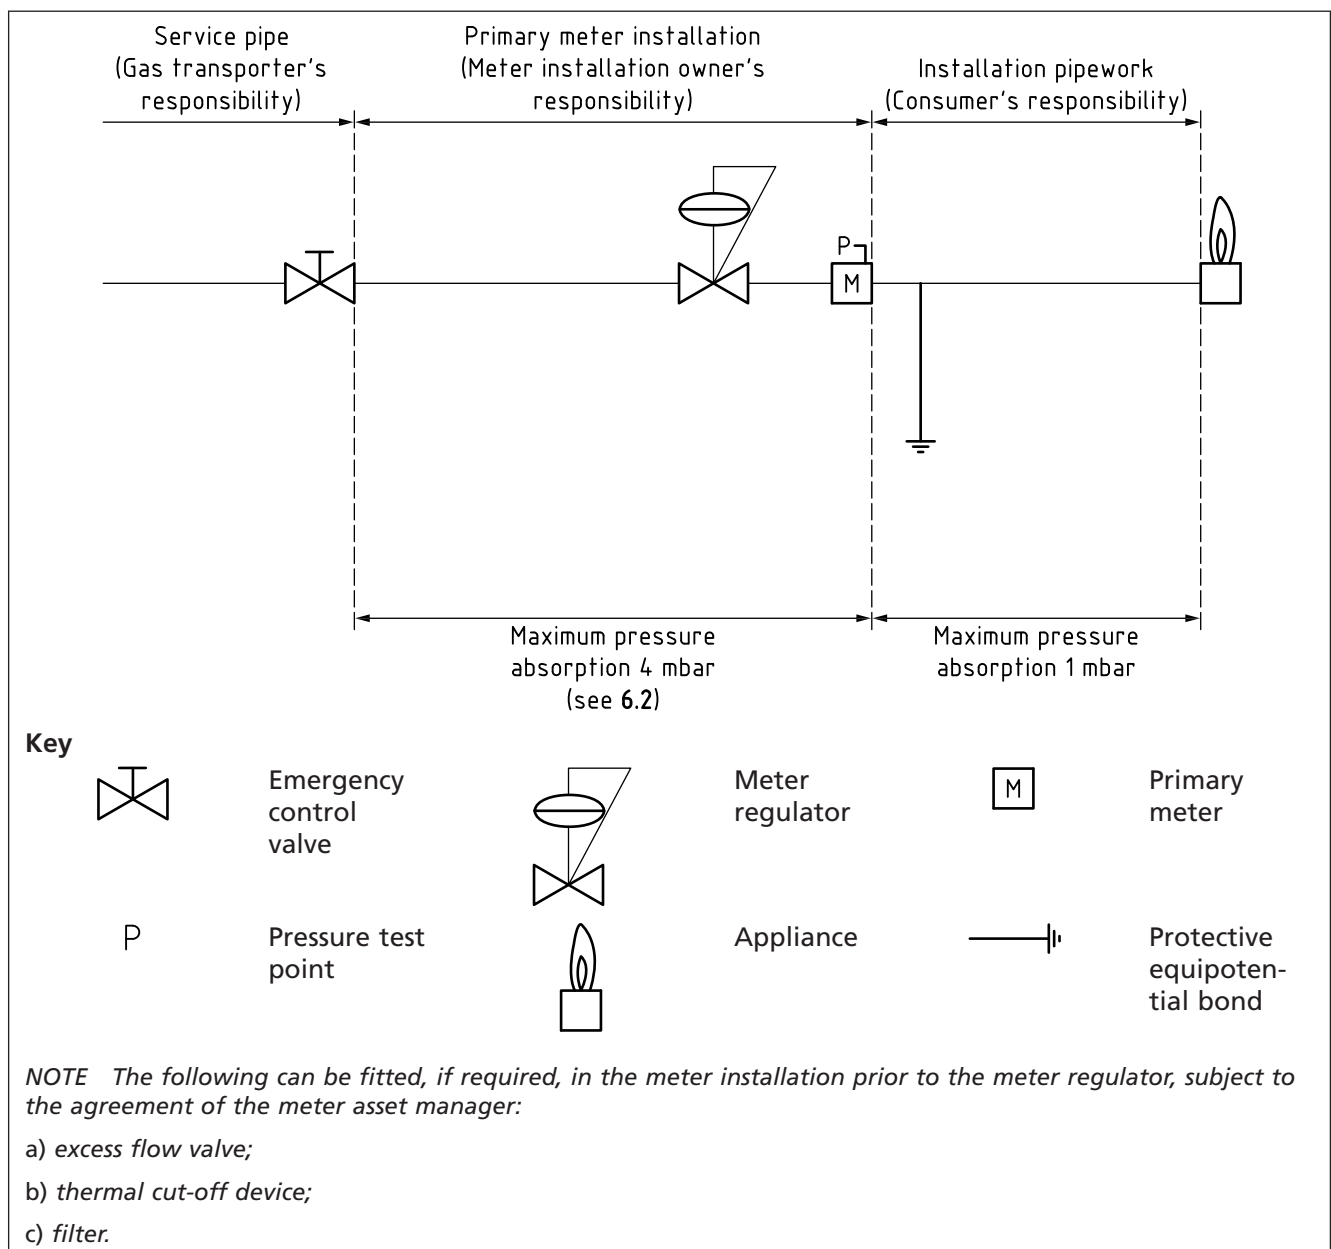 Service pipe
(Gas transporter's
responsibility)
Primary meter installation
(Meter installation owner's
responsibility)
Installation pipework
(Consumer's responsibility)
P
M
Maximum pressure
absorption 4 mbar
(see 6.2)
Maximum pressure
absorption 1 mbar
Key
Emergency
control
valve
Meter
regulator
M
Primary
meter
P
Pressure test
point
Appliance
Protective
equipoten-
tial bond
NOTE The following can be fitted, if required, in the meter installation prior to the meter regulator, subject to
the agreement of the meter asset manager:
a) excess flow valve;
b) thermal cut-off device;
c) filter.